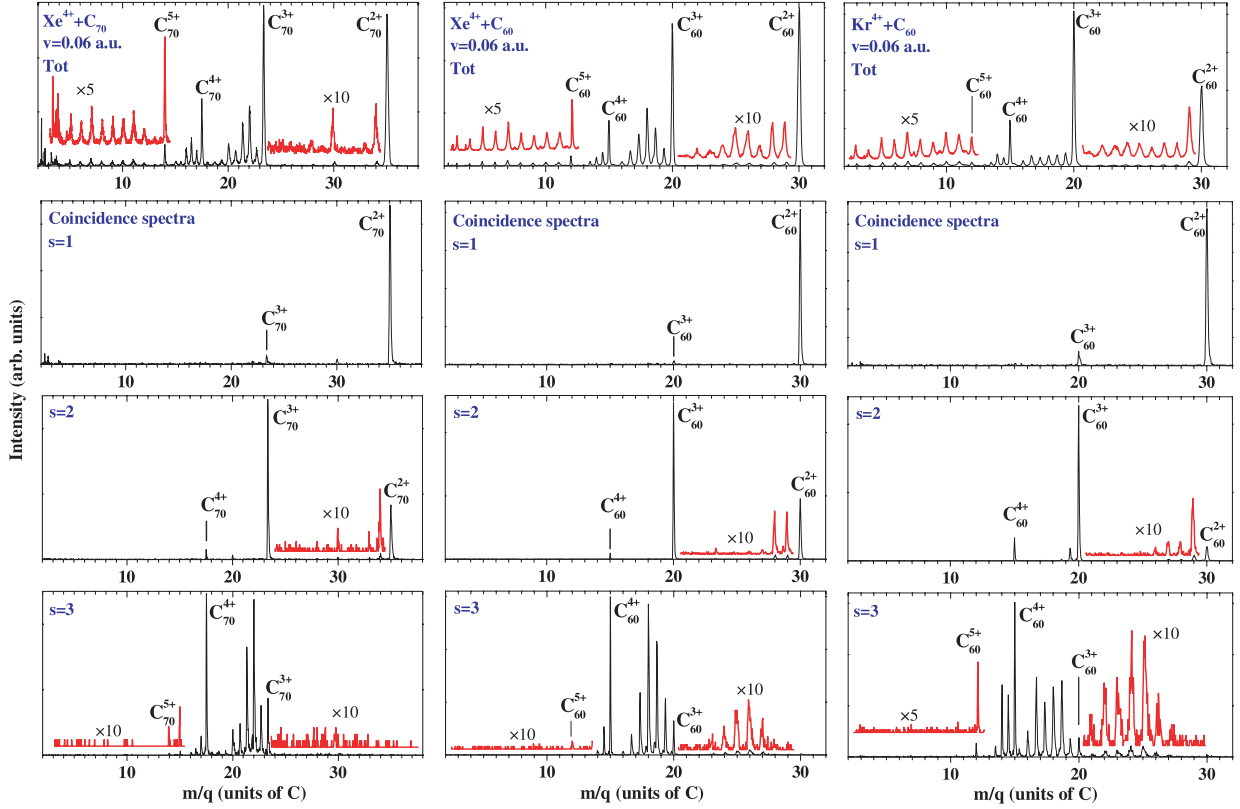 Xe⁴⁺+C₇₀
v=0.06 a.u.
Tot
×5
C₇₀⁵⁺
C₇₀⁴⁺
C₇₀³⁺
×10
C₇₀²⁺
10 20 30
Xe⁴⁺+C₆₀
v=0.06 a.u.
Tot
×5
C₆₀⁵⁺
C₆₀⁴⁺
C₆₀³⁺
×10
C₆₀²⁺
10 20 30
Kr⁴⁺+C₆₀
v=0.06 a.u.
Tot
×5
C₆₀⁵⁺
C₆₀⁴⁺
C₆₀³⁺
×10
C₆₀²⁺
10 20 30
Intensity (arb. units)
Coincidence spectra
s=1
C₇₀³⁺
C₇₀²⁺
10 20 30
Coincidence spectra
s=1
C₆₀³⁺
C₆₀²⁺
10 20 30
Coincidence spectra
s=1
C₆₀³⁺
C₆₀²⁺
10 20 30
s=2
C₇₀⁴⁺
C₇₀³⁺
×10
C₇₀²⁺
10 20 30
s=2
C₆₀⁴⁺
C₆₀³⁺
×10
C₆₀²⁺
10 20 30
s=2
C₆₀⁴⁺
C₆₀³⁺
×10
C₆₀²⁺
10 20 30
s=3
×10
C₇₀⁵⁺
C₇₀⁴⁺
C₇₀³⁺
×10
10 20 30
m/q (units of C)
s=3
×10
C₆₀⁵⁺
C₆₀⁴⁺
C₆₀³⁺
×10
10 20 30
m/q (units of C)
s=3
×5
C₆₀⁵⁺
C₆₀⁴⁺
C₆₀³⁺
×10
10 20 30
m/q (units of C)